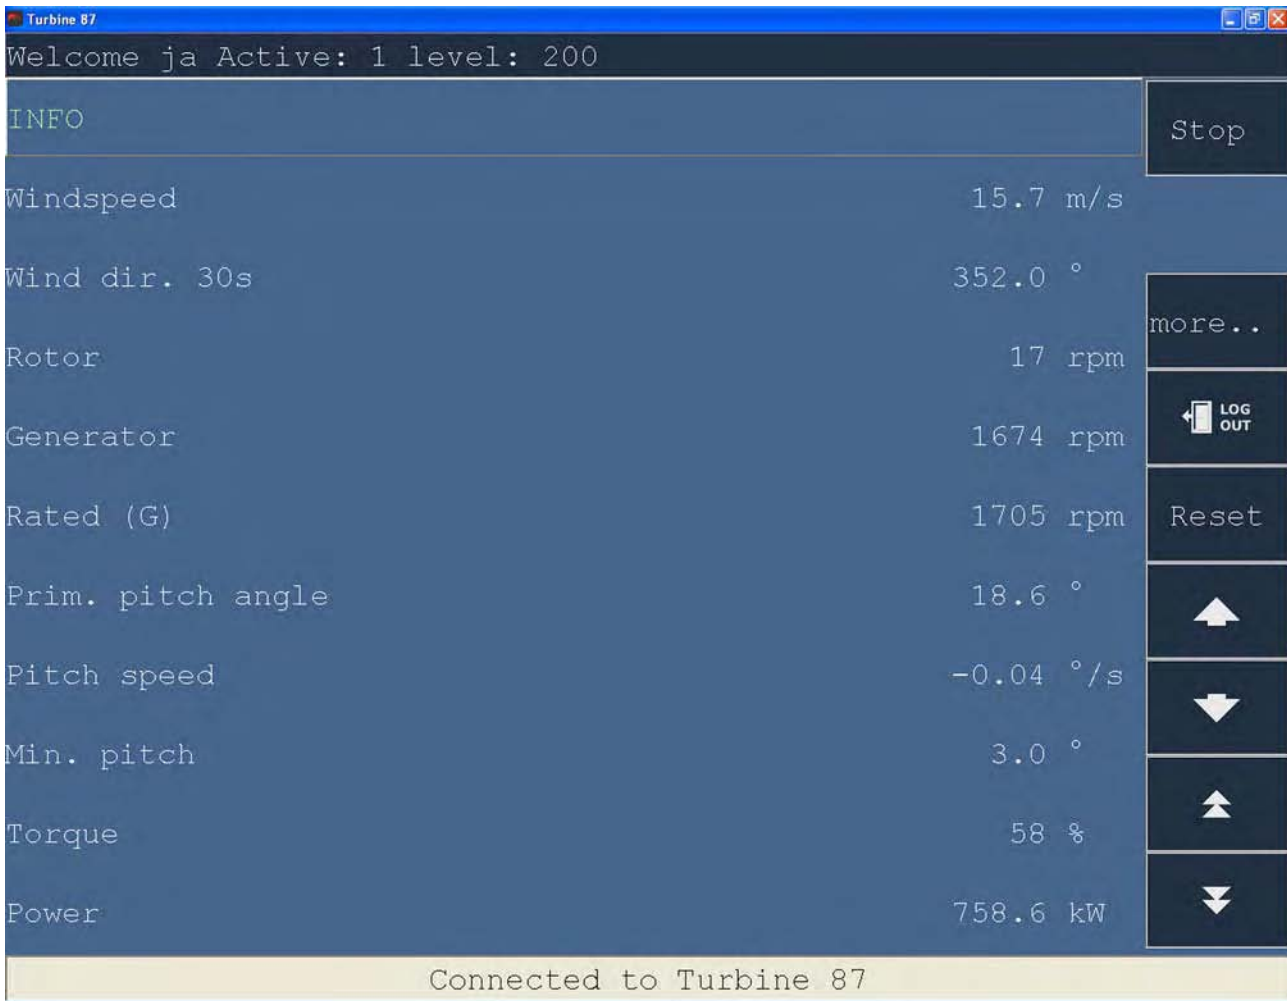 Turbine 87
Welcome ja Active: 1 level: 200
INFO
Stop
Windspeed 15.7 m/s
Wind dir. 30s 352.0 °
more..
Rotor 17 rpm
LOG
OUT
Generator 1674 rpm
Rated (G) 1705 rpm
Reset
Prim. pitch angle 18.6 °
Pitch speed -0.04 °/s
Min. pitch 3.0 °
Torque 58 %
Power 758.6 kW
Connected to Turbine 87